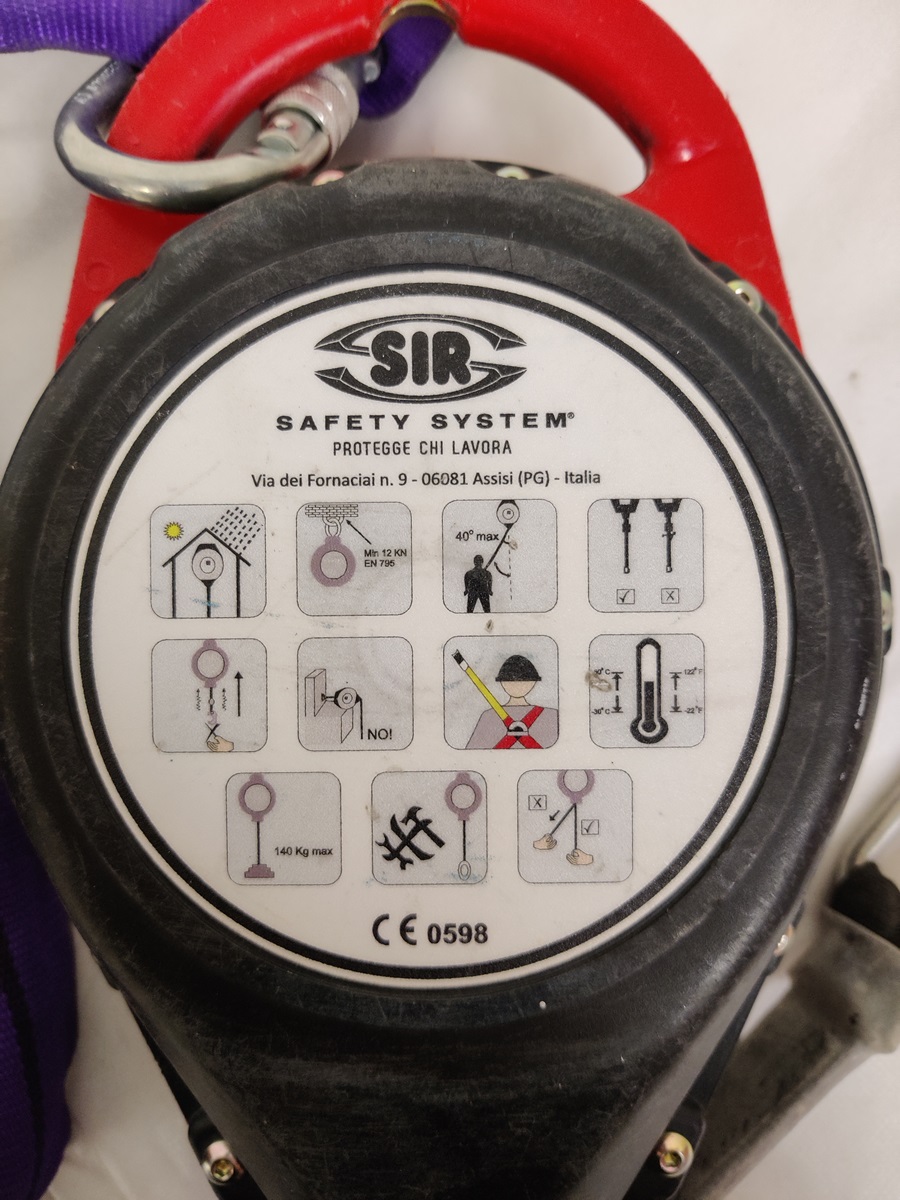 SIR
SAFETY SYSTEM®
PROTEGGE CHI LAVORA
Via dei Fornaciai n. 9 - 06081 Assisi (PG) - Italia
Min 12 KN
EN 795
40° max
NO!
122°F
-30°C
-22°F
140 Kg max
CE 0598